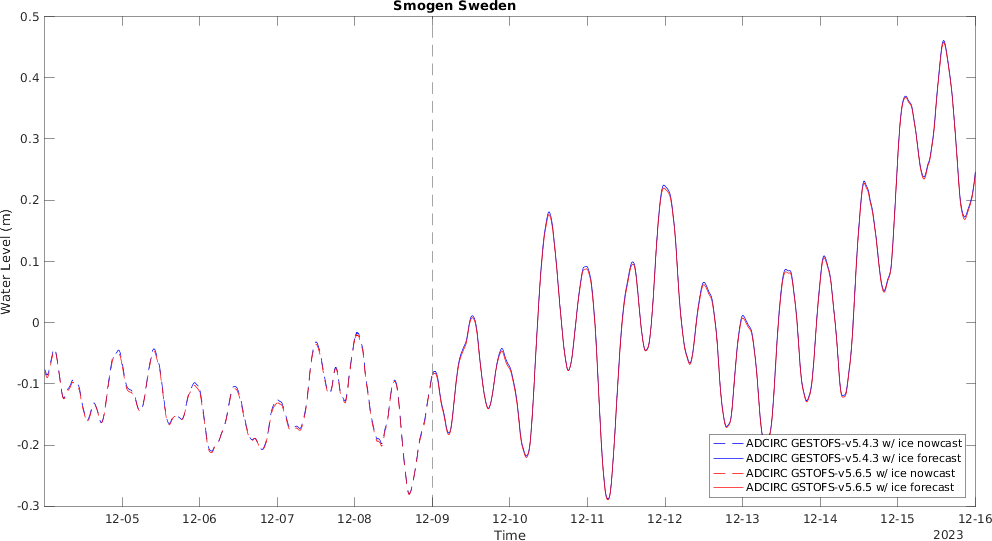 Smogen Sweden
Water Level (m)
0.5
0.4
0.3
0.2
0.1
0
-0.1
-0.2
-0.3
ADCIRC GESTOFS-v5.4.3 w/ ice nowcast
ADCIRC GESTOFS-v5.4.3 w/ ice forecast
ADCIRC GSTOFS-v5.6.5 w/ ice nowcast
ADCIRC GSTOFS-v5.6.5 w/ ice forecast
12-05 12-06 12-07 12-08 12-09 12-10 12-11 12-12 12-13 12-14 12-15 12-16
Time
2023